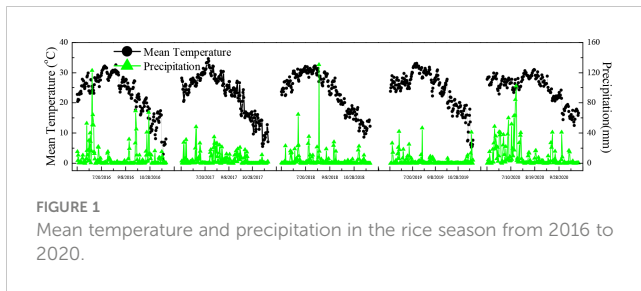 40
30
20
10
0
Mean Temperature (°C)
Mean Temperature
Precipitation
160
120
80
40
0
Precipitation(mm)
7/20/2016 9/8/2016 10/28/2016 7/20/2017 9/8/2017 10/28/2017 7/20/2018 9/8/2018 10/28/2018 7/20/2019 9/8/2019 10/28/2019 7/10/2020 9/28/2020
FIGURE 1
Mean temperature and precipitation in the rice season from 2016 to
2020.